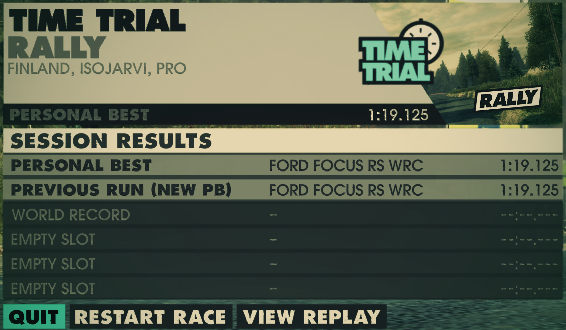 TIME TRIAL
RALLY
FINLAND, ISOJARVI, PRO
TIME
TRIAL
RALLY
PERSONAL BEST 1:19.125
SESSION RESULTS
PERSONAL BEST FORD FOCUS RS WRC 1:19.125
PREVIOUS RUN (NEW PB) FORD FOCUS RS WRC 1:19.125
WORLD RECORD – --:--.---
EMPTY SLOT – --:--.---
EMPTY SLOT – --:--.---
EMPTY SLOT – --:--.---
QUIT RESTART RACE VIEW REPLAY